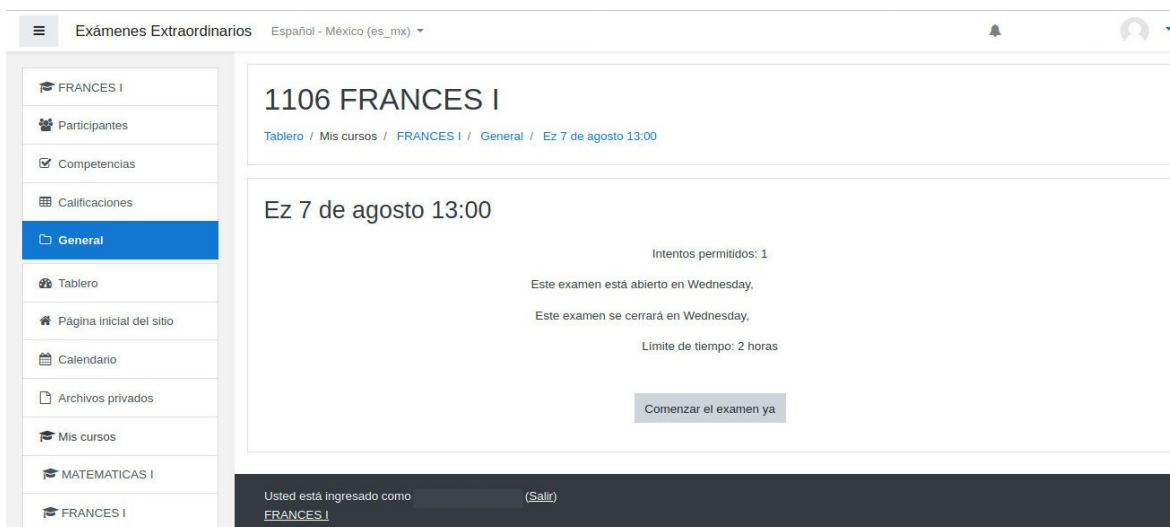 Exámenes Extraordinarios Español - México (es_mx)
FRANCES I
Participantes
Competencias
Calificaciones
General
Tablero
Página inicial del sitio
Calendario
Archivos privados
Mis cursos
MATEMATICAS I
FRANCES I
1106 FRANCES I
Tablero / Mis cursos / FRANCES I / General / Ez 7 de agosto 13:00
Ez 7 de agosto 13:00
Intentos permitidos: 1
Este examen está abierto en Wednesday,
Este examen se cerrará en Wednesday,
Límite de tiempo: 2 horas
Comenzar el examen ya
Usted está ingresado como (Salir)
FRANCES I